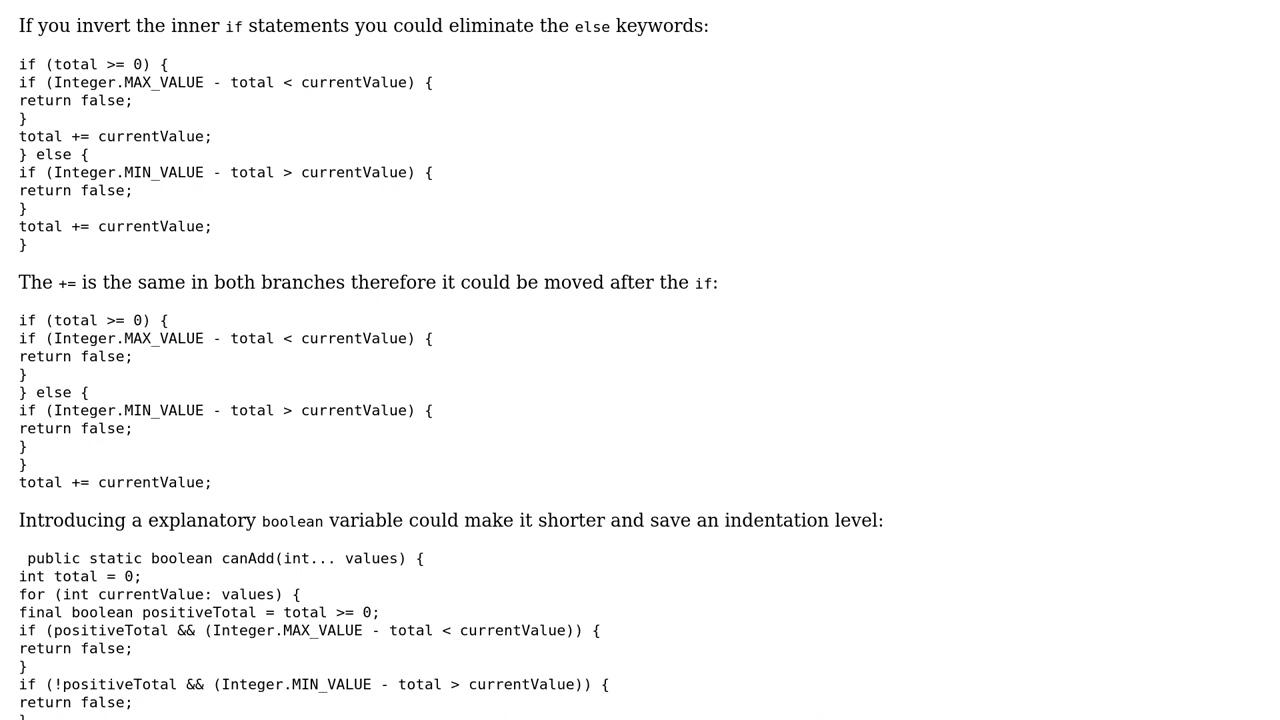 If you invert the inner if statements you could eliminate the else keywords:
if (total >= 0) {
if (Integer.MAX_VALUE - total < currentValue) {
return false;
}
total += currentValue;
} else {
if (Integer.MIN_VALUE - total > currentValue) {
return false;
}
total += currentValue;
}
The += is the same in both branches therefore it could be moved after the if:
if (total >= 0) {
if (Integer.MAX_VALUE - total < currentValue) {
return false;
}
} else {
if (Integer.MIN_VALUE - total > currentValue) {
return false;
}
}
total += currentValue;
Introducing a explanatory boolean variable could make it shorter and save an indentation level:
public static boolean canAdd(int... values) {
int total = 0;
for (int currentValue: values) {
final boolean positiveTotal = total >= 0;
if (positiveTotal && (Integer.MAX_VALUE - total < currentValue)) {
return false;
}
if (!positiveTotal && (Integer.MIN_VALUE - total > currentValue)) {
return false;
}